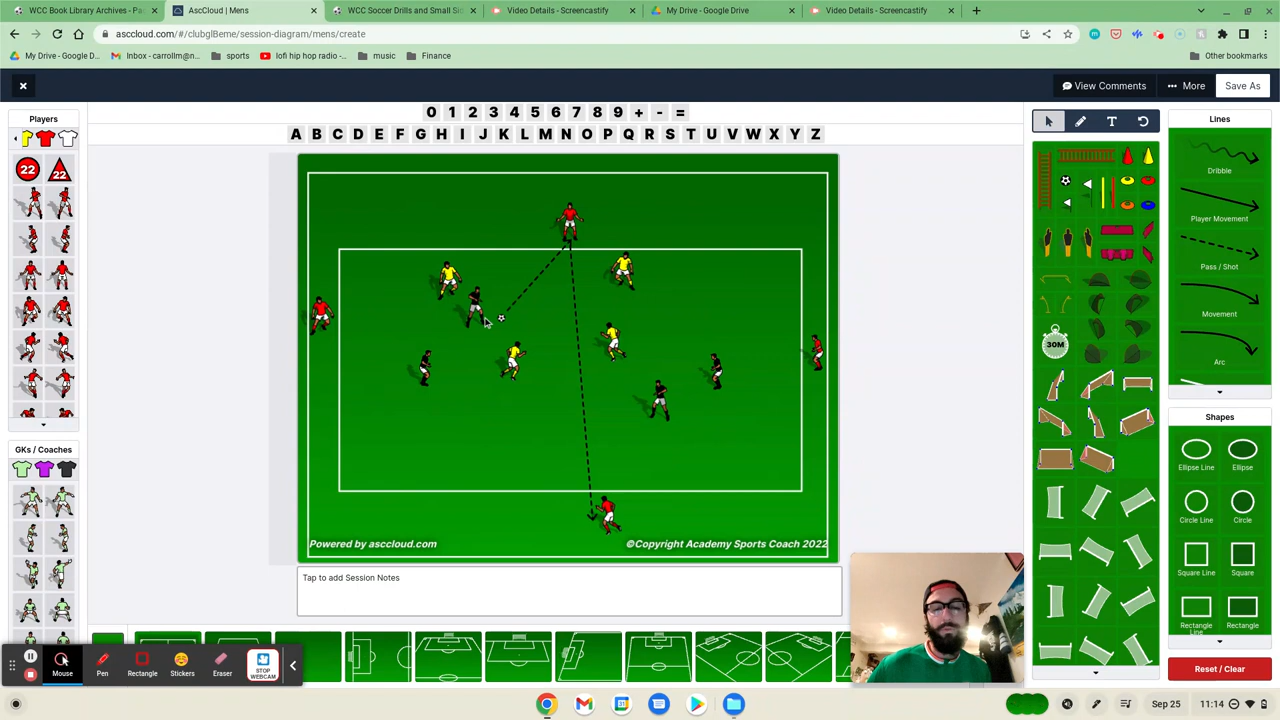 WCC Book Library Archives - Pa
AscCloud | Mens
WCC Soccer Drills and Small Si
Video Details - Screencastify
My Drive - Google Drive
Video Details - Screencastify
asccloud.com/#/clubglBeme/session-diagram/mens/create
My Drive - Google D...
Inbox - carrollm@n...
sports
lofi hip hop radio -...
music
Finance
Other bookmarks
View Comments
More
Save As
Players
0 1 2 3 4 5 6 7 8 9 + - =
A B C D E F G H I J K L M N O P Q R S T U V W X Y Z
T
Lines
22
22
Dribble
Player Movement
Pass / Shot
Movement
30M
Arc
GKs / Coaches
Shapes
Ellipse Line
Ellipse
Circle Line
Circle
Powered by asccloud.com
©Copyright Academy Sports Coach 2022
Square Line
Square
Tap to add Session Notes
Rectangle Line
Rectangle
Mouse
Pen
Rectangle
Stickers
Eraser
STOP WEBCAM
Reset / Clear
Sep 25
11:14